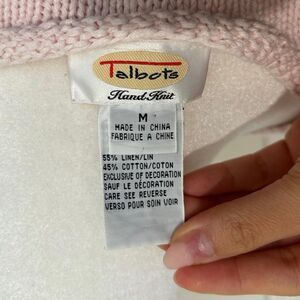 Talbots
Hand Knit
M
MADE IN CHINA
FABRIQUE A CHINE
55% LINEN/LIN
45% COTTON/COTON
EXCLUSIVE OF DECORATION
SAUF LE DÉCORATION
CARE SEE REVERSE
VERSO POUR SOIN VOIR